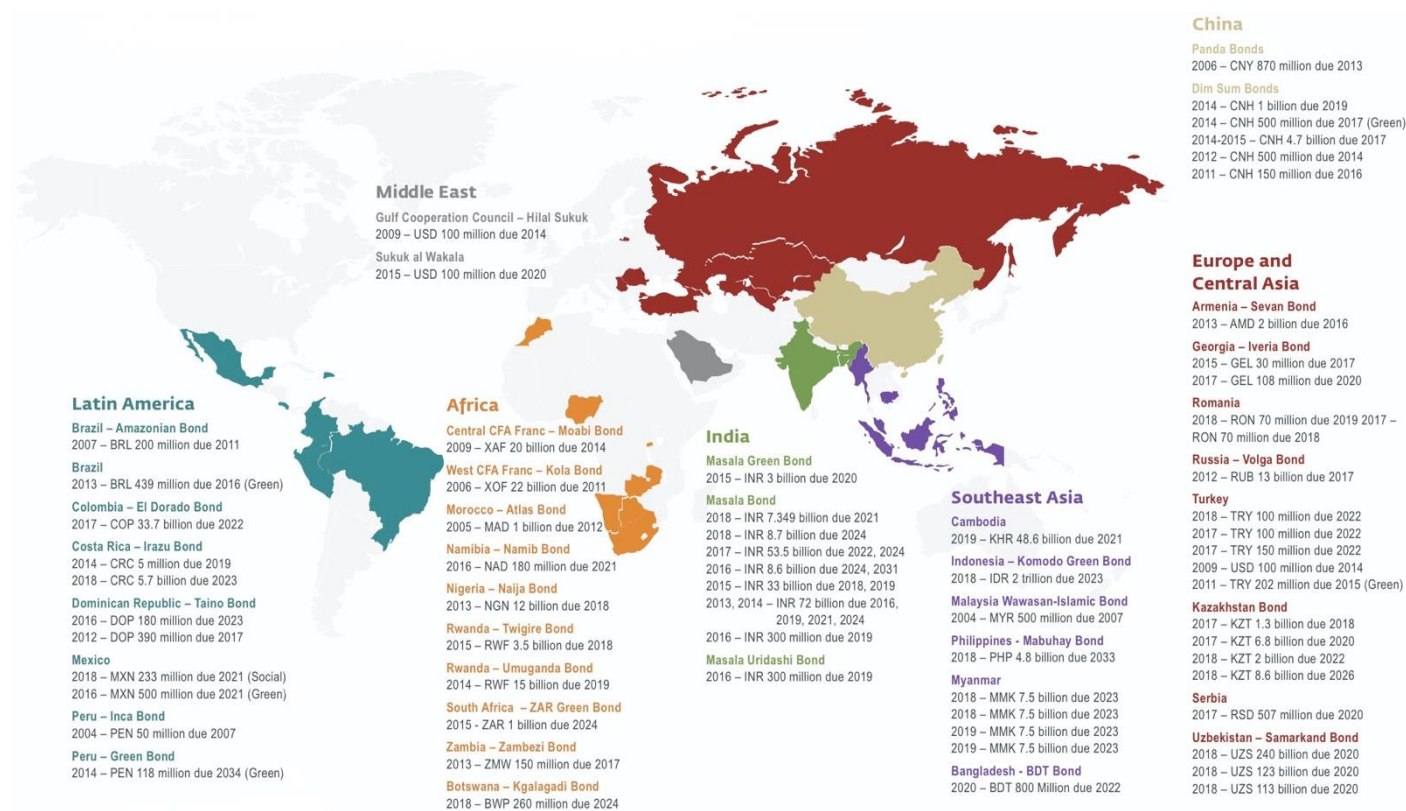 China
Panda Bonds
2006 – CNY 870 million due 2013
Dim Sum Bonds
2014 – CNH 1 billion due 2019
2014 – CNH 500 million due 2017 (Green)
2014-2015 – CNH 4.7 billion due 2017
2012 – CNH 500 million due 2014
2011 – CNH 150 million due 2016
Middle East
Gulf Cooperation Council – Hilal Sukuk
2009 – USD 100 million due 2014
Sukuk al Wakala
2015 – USD 100 million due 2020
Latin America
Brazil – Amazonian Bond
2007 – BRL 200 million due 2011
Brazil
2013 – BRL 439 million due 2016 (Green)
Colombia – El Dorado Bond
2017 – COP 33.7 billion due 2022
Costa Rica – Irazu Bond
2014 – CRC 5 million due 2019
2018 – CRC 5.7 billion due 2023
Dominican Republic – Taino Bond
2016 – DOP 180 million due 2023
2012 – DOP 390 million due 2017
Mexico
2018 – MXN 233 million due 2021 (Social)
2016 – MXN 500 million due 2021 (Green)
Peru – Inca Bond
2004 – PEN 50 million due 2007
Peru – Green Bond
2014 – PEN 118 million due 2034 (Green)
Africa
Central CFA Franc – Moabi Bond
2009 – XAF 20 billion due 2014
West CFA Franc – Kola Bond
2006 – XOF 22 billion due 2011
Morocco – Atlas Bond
2005 – MAD 1 billion due 2012
Namibia – Namib Bond
2016 – NAD 180 million due 2021
Nigeria – Naija Bond
2013 – NGN 12 billion due 2018
Rwanda – Twigire Bond
2015 – RWF 3.5 billion due 2018
Rwanda – Umuganda Bond
2014 – RWF 15 billion due 2019
South Africa – ZAR Green Bond
2015 - ZAR 1 billion due 2024
Zambia – Zambezi Bond
2013 – ZMW 150 million due 2017
Botswana – Kgalagadi Bond
2018 – BWP 260 million due 2024
India
Masala Green Bond
2015 – INR 3 billion due 2020
Masala Bond
2018 – INR 7.349 billion due 2021
2018 – INR 8.7 billion due 2024
2017 – INR 53.5 billion due 2022, 2024
2016 – INR 8.6 billion due 2024, 2031
2015 – INR 33 billion due 2018, 2019
2013, 2014 – INR 72 billion due 2016,
2019, 2021, 2024
2016 – INR 300 million due 2019
Masala Uridashi Bond
2016 – INR 300 million due 2019
Southeast Asia
Cambodia
2019 – KHR 48.6 billion due 2021
Indonesia – Komodo Green Bond
2018 – IDR 2 trillion due 2023
Malaysia Wawasan-Islamic Bond
2004 – MYR 500 million due 2007
Philippines - Mabuhay Bond
2018 – PHP 4.8 billion due 2033
Myanmar
2018 – MMK 7.5 billion due 2023
2018 – MMK 7.5 billion due 2023
2019 – MMK 7.5 billion due 2023
2019 – MMK 7.5 billion due 2023
Bangladesh - BDT Bond
2020 – BDT 800 Million due 2022
Europe and
Central Asia
Armenia – Sevan Bond
2013 – AMD 2 billion due 2016
Georgia – Iveria Bond
2015 – GEL 30 million due 2017
2017 – GEL 108 million due 2020
Romania
2018 – RON 70 million due 2019 2017 –
RON 70 million due 2018
Russia – Volga Bond
2012 – RUB 13 billion due 2017
Turkey
2018 – TRY 100 million due 2022
2017 – TRY 100 million due 2022
2017 – TRY 150 million due 2022
2009 – USD 100 million due 2014
2011 – TRY 202 million due 2015 (Green)
Kazakhstan Bond
2017 – KZT 1.3 billion due 2018
2017 – KZT 6.8 billion due 2020
2018 – KZT 2 billion due 2022
2018 – KZT 8.6 billion due 2026
Serbia
2017 – RSD 507 million due 2020
Uzbekistan – Samarkand Bond
2018 – UZS 240 billion due 2020
2018 – UZS 123 billion due 2020
2018 – UZS 113 billion due 2020